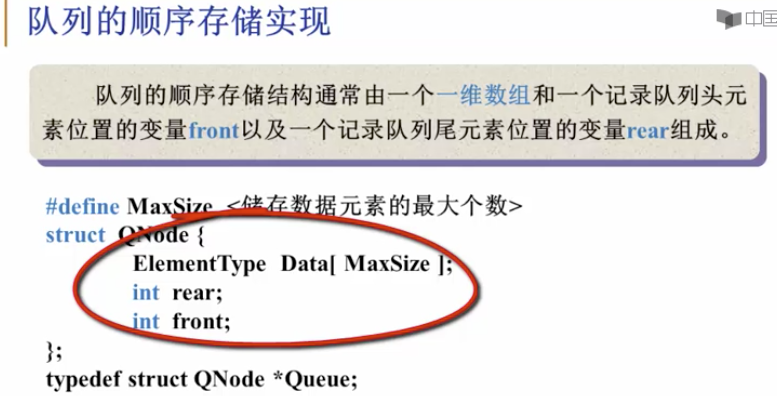 队列的顺序存储实现
中国
队列的顺序存储结构通常由一个一维数组和一个记录队列头元
素位置的变量front以及一个记录队列尾元素位置的变量rear组成。
#define MaxSize <储存数据元素的最大个数>
struct QNode {
ElementType Data[ MaxSize ];
int rear;
int front;
};
typedef struct QNode *Queue;